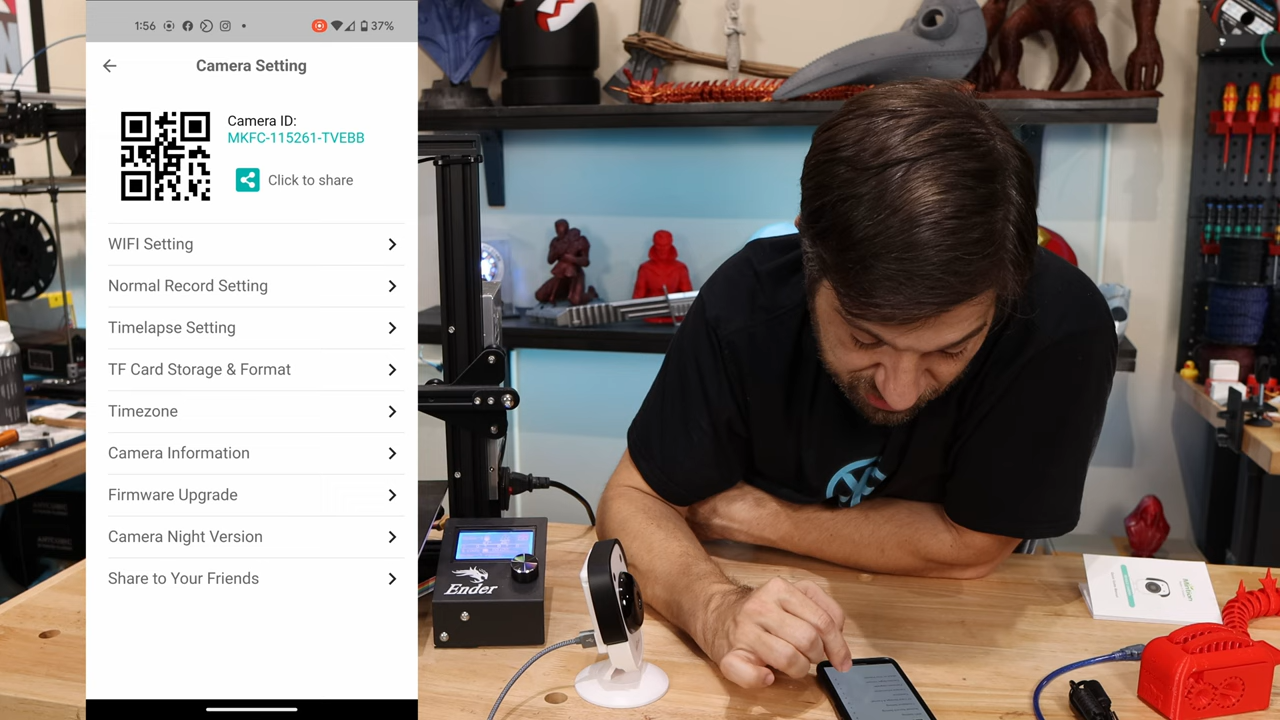 1:56
37%
Camera Setting
Camera ID:
MKFC-115261-TVEBB
Click to share
WIFI Setting
Normal Record Setting
Timelapse Setting
TF Card Storage & Format
Timezone
Camera Information
Firmware Upgrade
Camera Night Version
Share to Your Friends
Ender